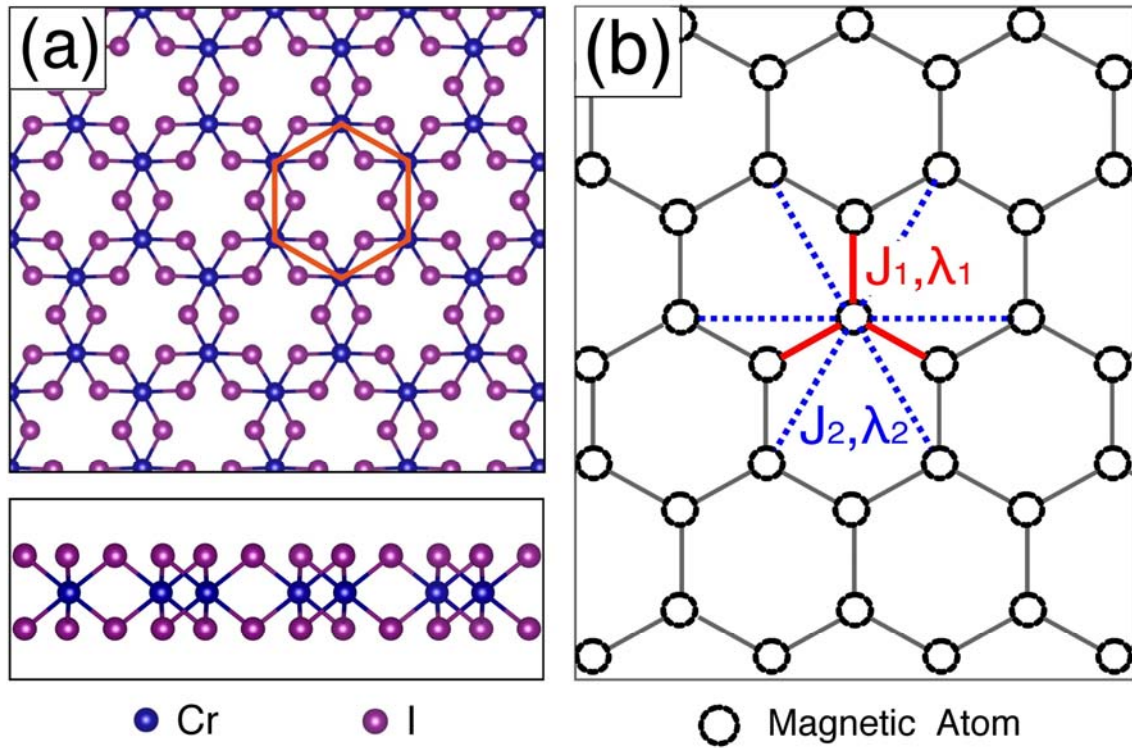 (a)
(b)
J₁,λ₁
J₂,λ₂
Cr
I
Magnetic Atom